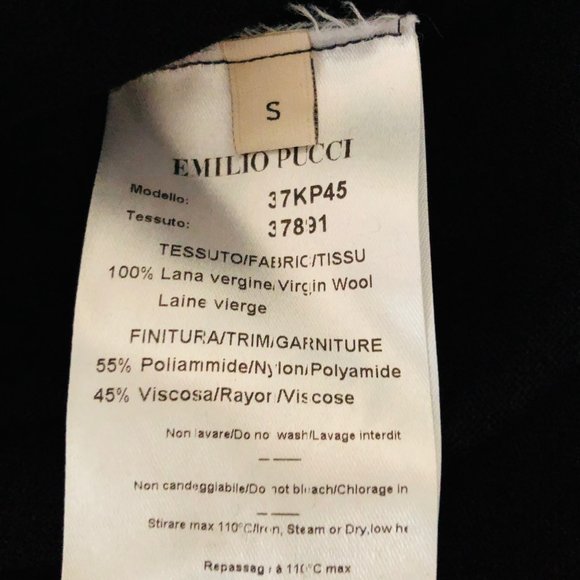 S
EMILIO PUCCI
Modello: 37KP45
Tessuto: 37891
TESSUTO/FABRIC/TISSU
100% Lana vergine/Virgin Wool
Laine vierge
FINITURA/TRIM/GARNITURE
55% Poliammide/Nylon/Polyamide
45% Viscosa/Rayon/Viscose
Non lavare/Do not wash/Lavage interdit
Non candeggiabile/Do not bleach/Chlorage in
Stirare max 110°C/Iron, Steam or Dry, low he
Repassage à 110°C max